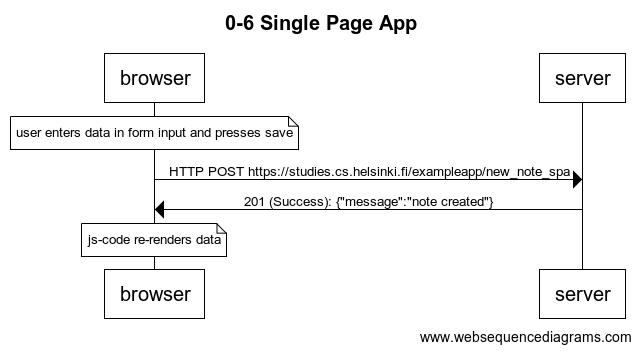 0-6 Single Page App
browser
server
user enters data in form input and presses save
HTTP POST https://studies.cs.helsinki.fi/exampleapp/new_note_spa
201 (Success): {"message":"note created"}
js-code re-renders data
browser
server
www.websequencediagrams.com